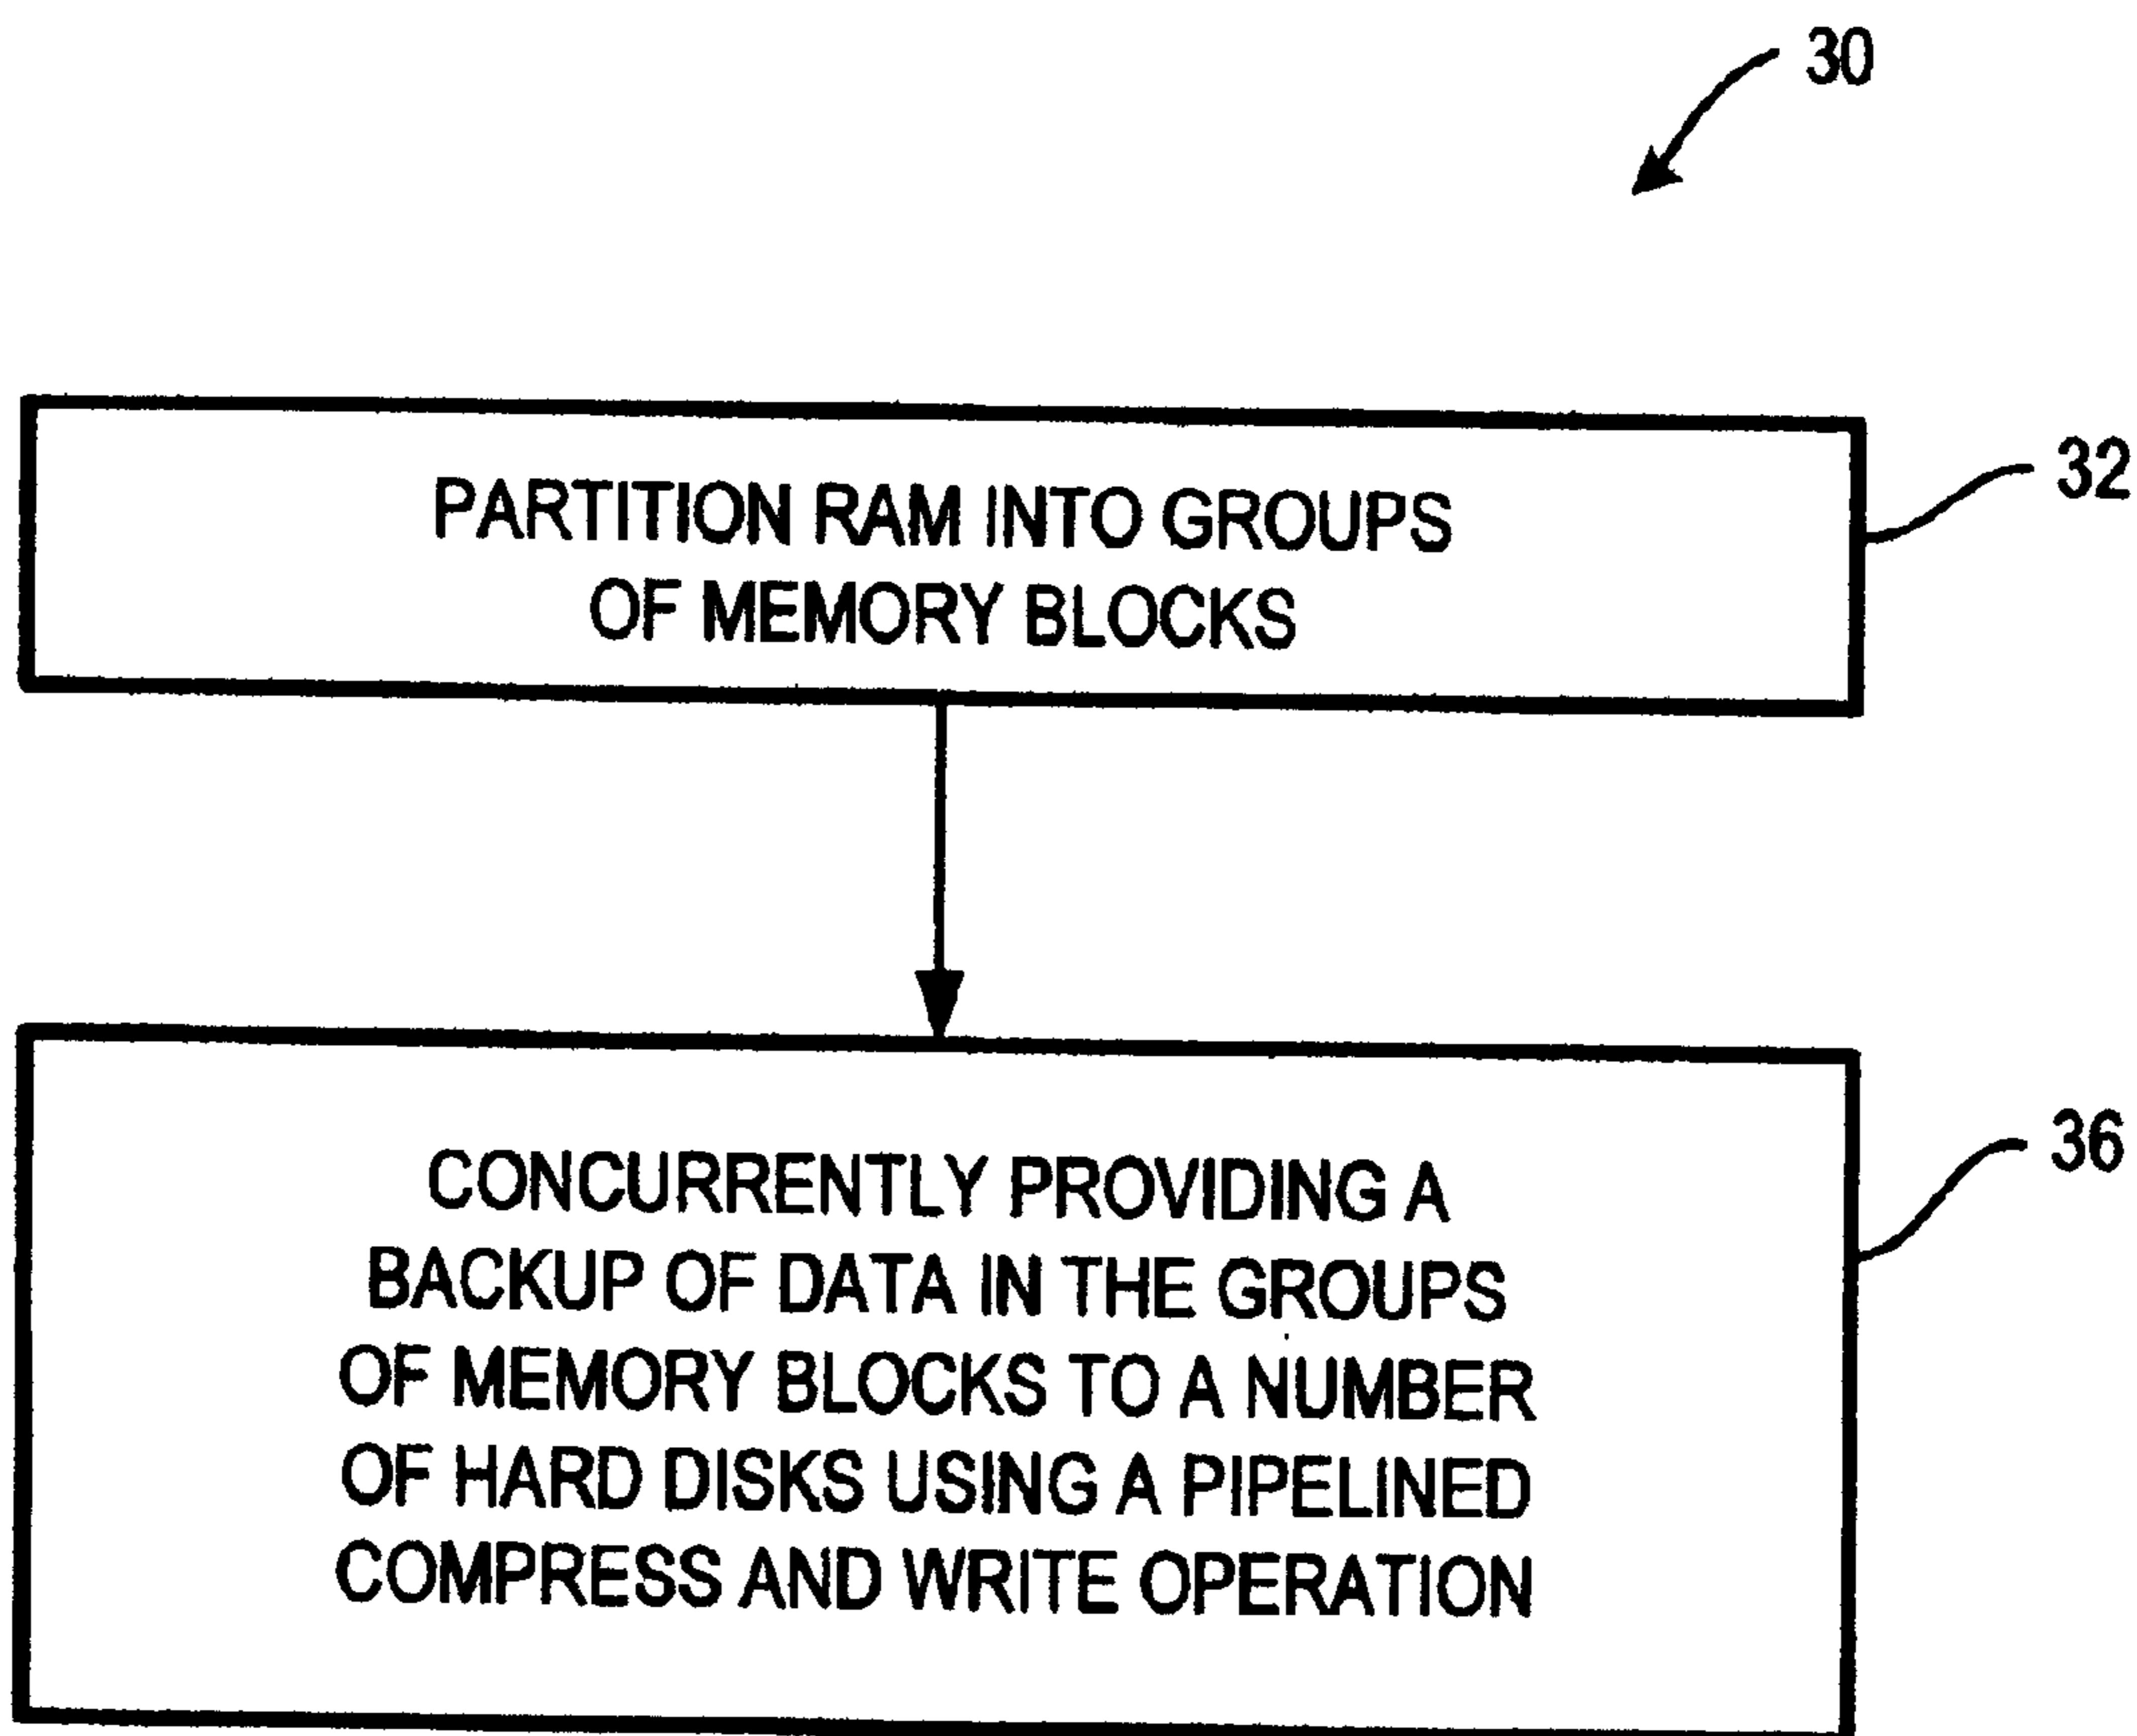 30
PARTITION RAM INTO GROUPS
OF MEMORY BLOCKS
32
CONCURRENTLY PROVIDING A
BACKUP OF DATA IN THE GROUPS
OF MEMORY BLOCKS TO A NUMBER
OF HARD DISKS USING A PIPELINED
COMPRESS AND WRITE OPERATION
36